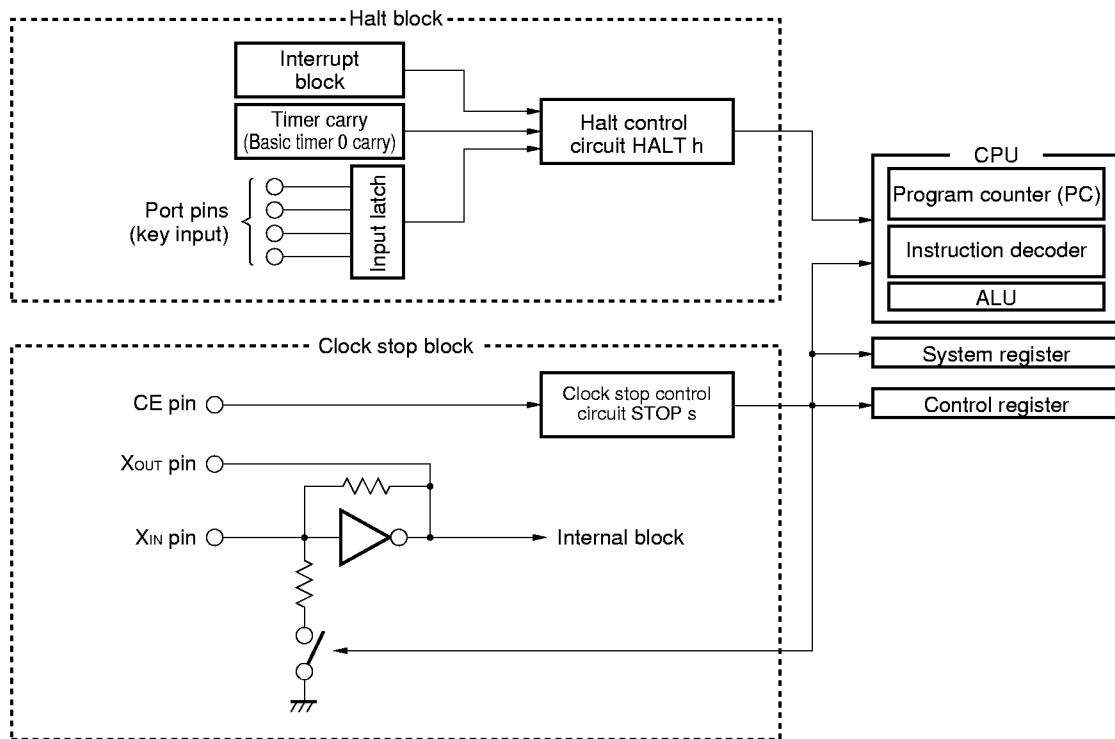 Halt block
Interrupt
block
Timer carry
(Basic timer 0 carry)
Port pins
(key input)
Input latch
Halt control
circuit HALT h
CPU
Program counter (PC)
Instruction decoder
ALU
System register
Control register
Clock stop block
CE pin
Clock stop control
circuit STOP s
XOUT pin
XIN pin
Internal block